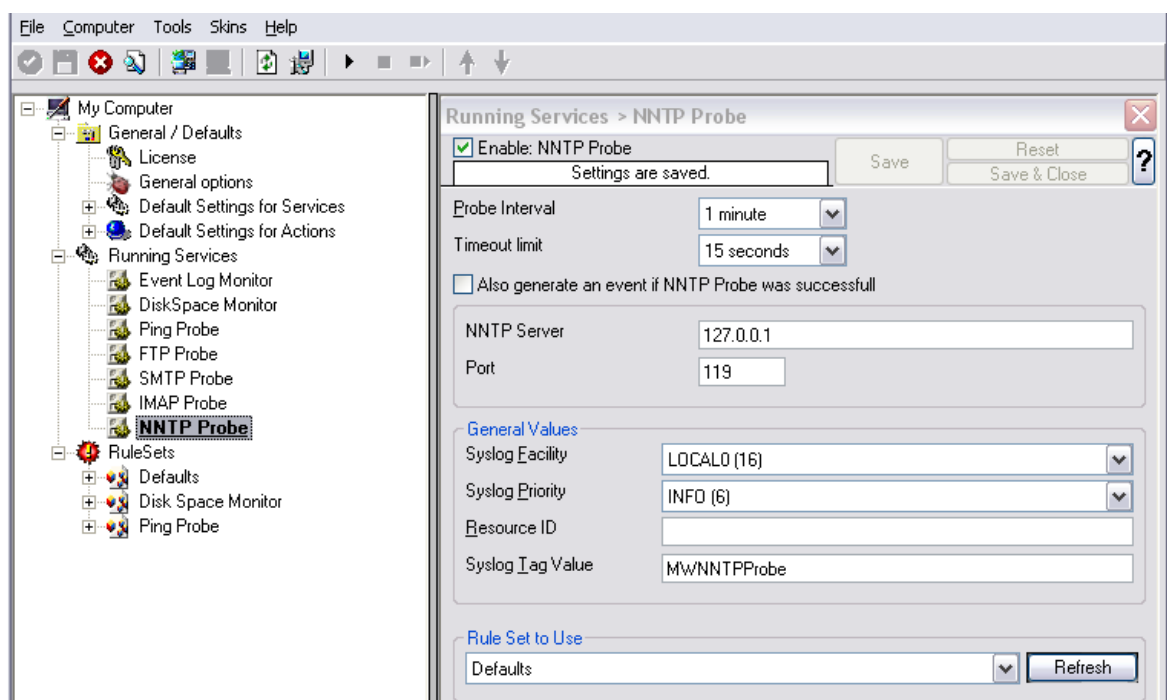 File Computer Tools Skins Help
My Computer
General / Defaults
License
General options
Default Settings for Services
Default Settings for Actions
Running Services
Event Log Monitor
DiskSpace Monitor
Ping Probe
FTP Probe
SMTP Probe
IMAP Probe
NNTP Probe
RuleSets
Defaults
Disk Space Monitor
Ping Probe
Running Services > NNTP Probe
Enable: NNTP Probe
Settings are saved.
Save
Reset
Save & Close
?
Probe Interval
1 minute
Timeout limit
15 seconds
Also generate an event if NNTP Probe was successfull
NNTP Server
127.0.0.1
Port
119
General Values
Syslog Facility
LOCAL0 (16)
Syslog Priority
INFO (6)
Resource ID
Syslog Tag Value
MWNNTPProbe
Rule Set to Use
Defaults
Refresh